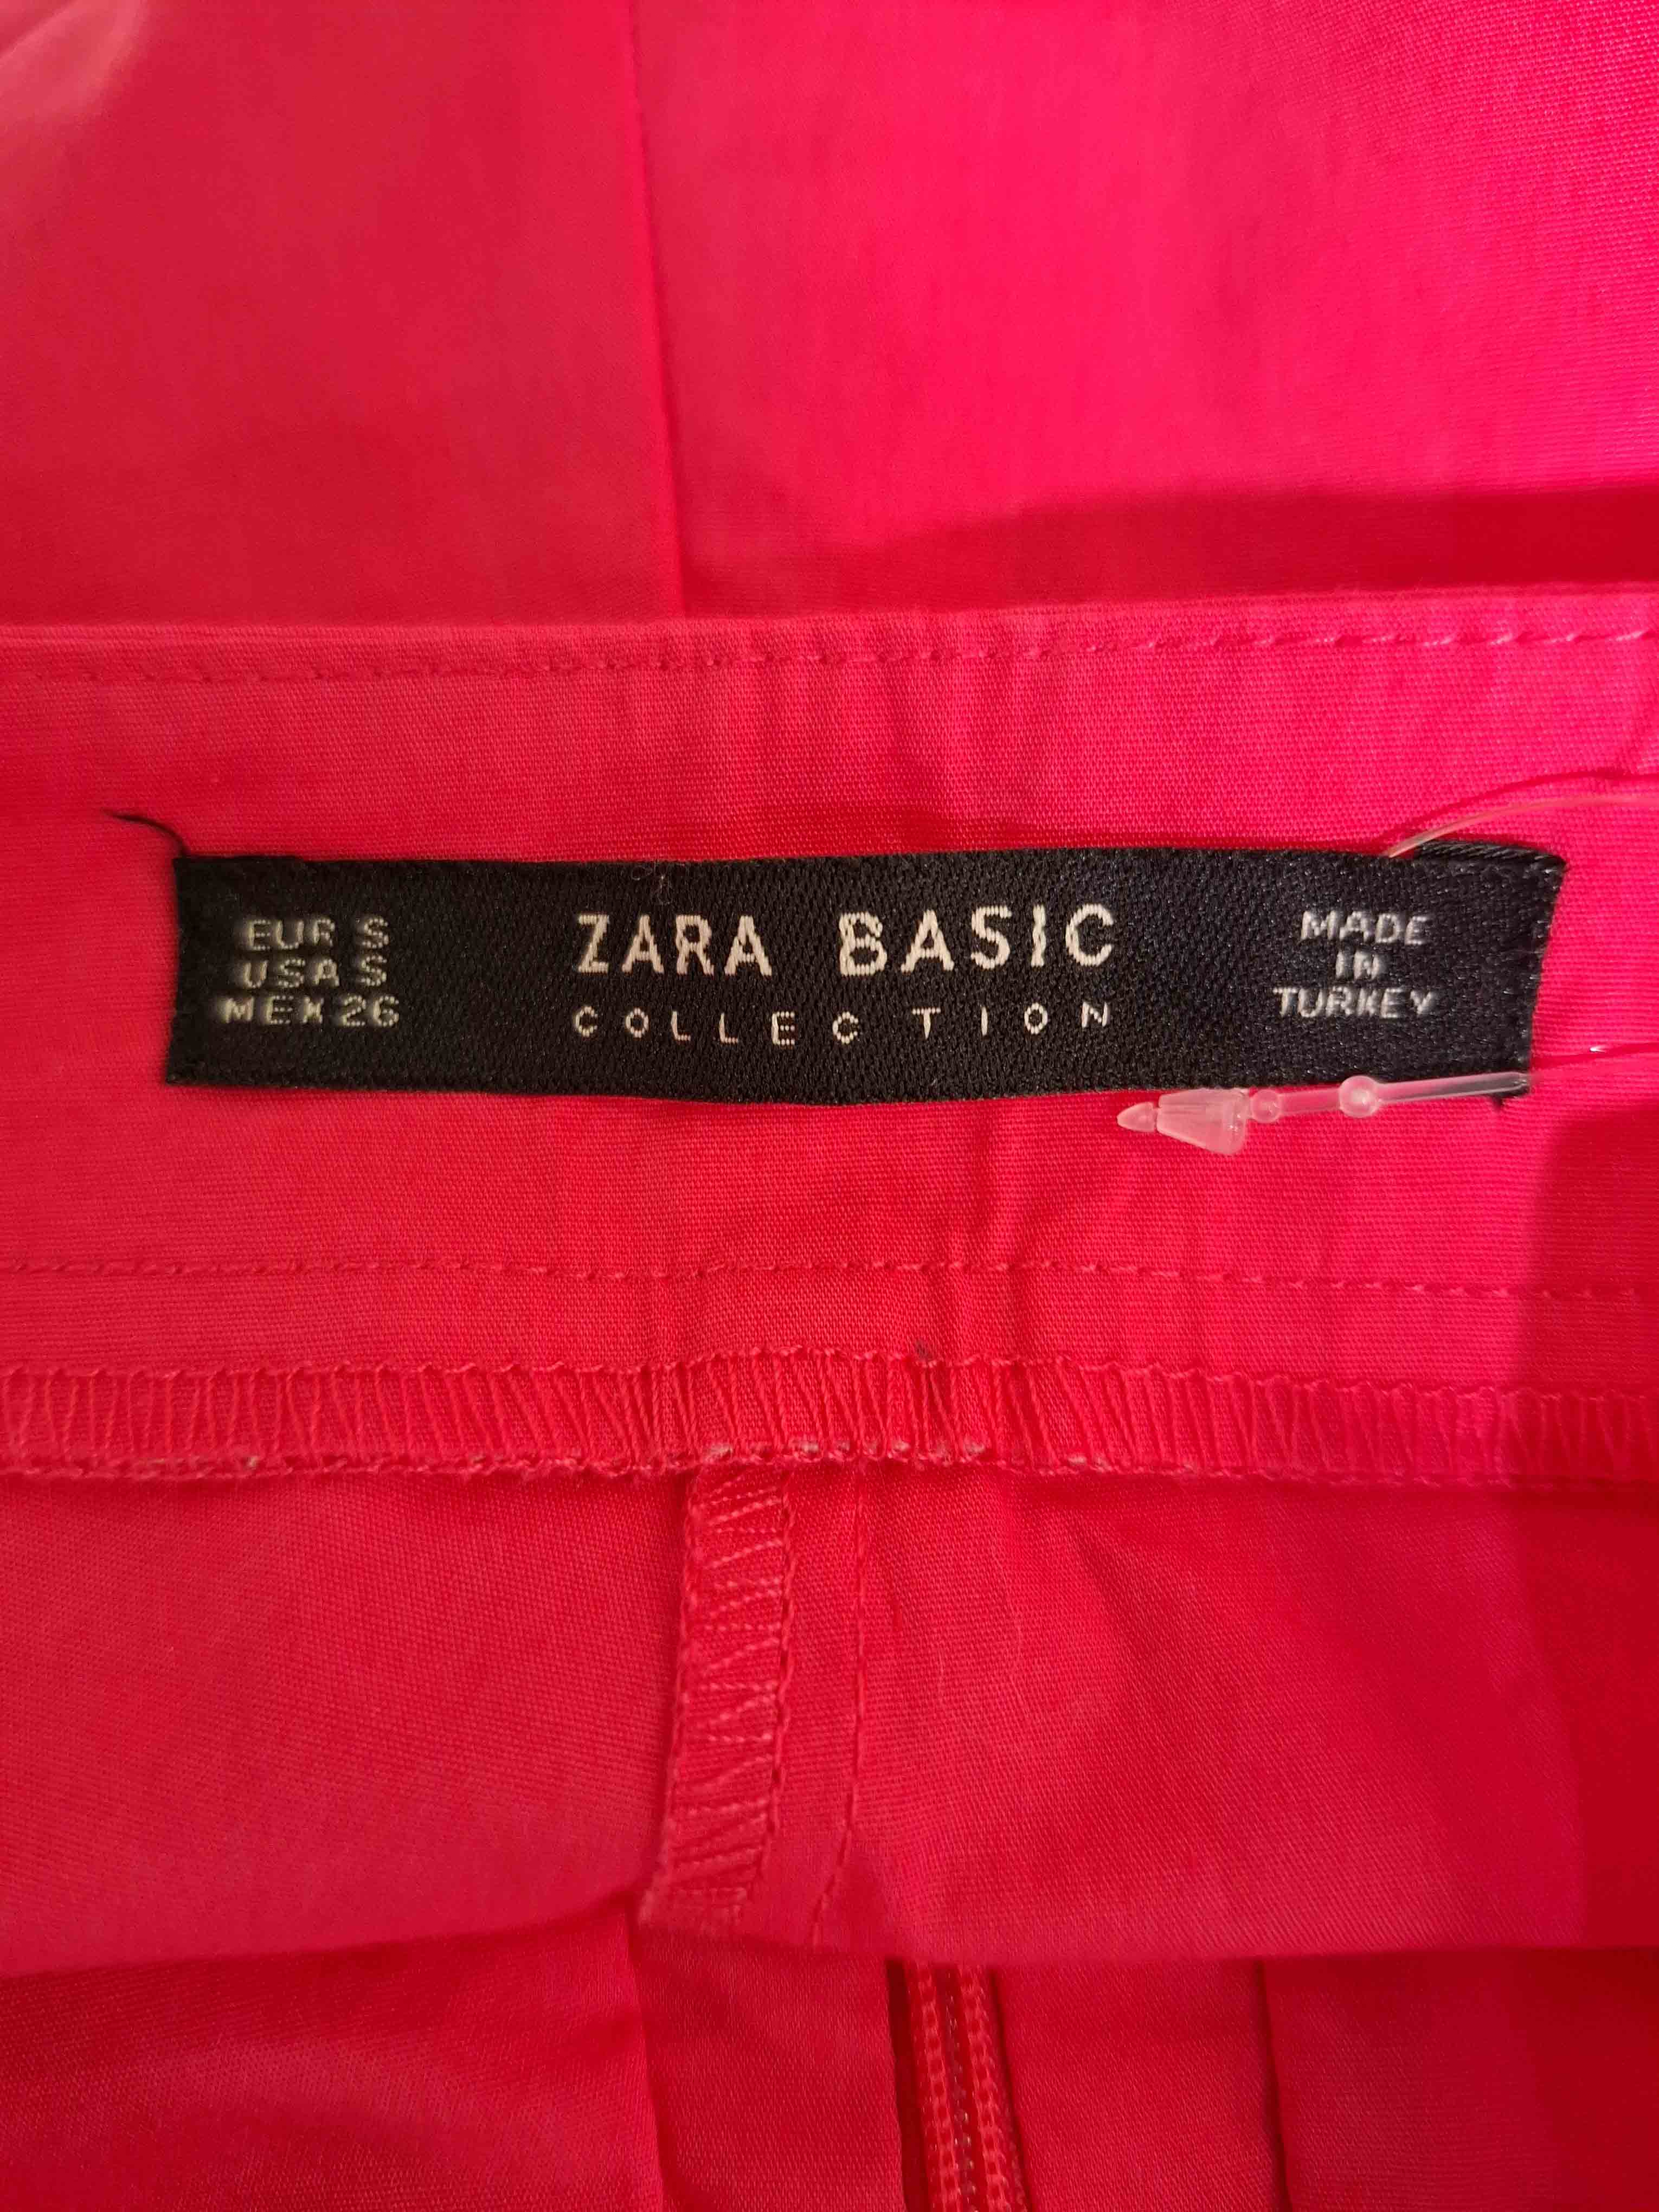 EUR S
USA S
MEX 26
ZARA BASIC
COLLECTION
MADE
IN
TURKEY